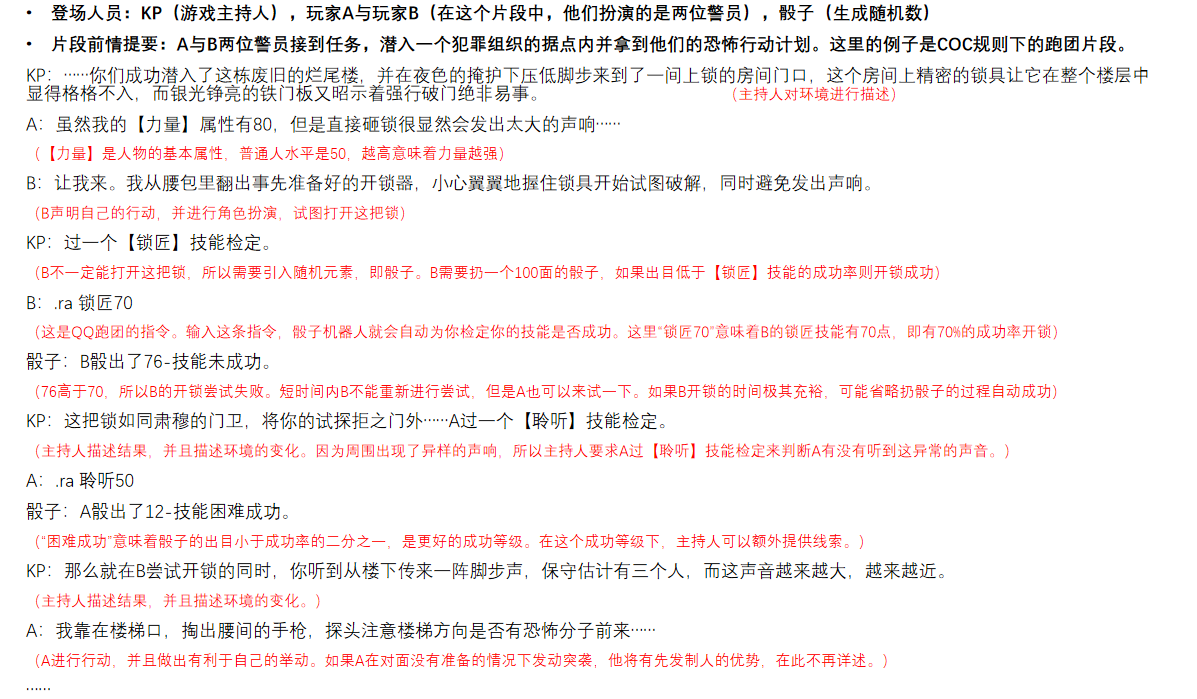 • 登场人员：KP（游戏主持人），玩家A与玩家B（在这个片段中，他们扮演的是两位警员），骰子（生成随机数）
• 片段前情提要：A与B两位警员接到任务，潜入一个犯罪组织的据点内并拿到他们的恐怖行动计划。这里的例子是COC规则下的跑团片段。
KP：……你们成功潜入了这栋废旧的烂尾楼，并在夜色的掩护下压低脚步来到了一间上锁的房间门口，这个房间上精密的锁具让它在整个楼层中
显得格格不入，而银光铮亮的铁门板又昭示着强行破门绝非易事。 （主持人对环境进行描述）
A：虽然我的【力量】属性有80，但是直接砸锁很显然会发出太大的声响……
（【力量】是人物的基本属性，普通人水平是50，越高意味着力量越强）
B：让我来。我从腰包里翻出事先准备好的开锁器，小心翼翼地握住锁具开始试图破解，同时避免发出声响。
（B声明自己的行动，并进行角色扮演，试图打开这把锁）
KP：过一个【锁匠】技能检定。
（B不一定能打开这把锁，所以需要引入随机元素，即骰子。B需要扔一个100面的骰子，如果出目低于【锁匠】技能的成功率则开锁成功）
B：.ra 锁匠70
（这是QQ跑团的指令。输入这条指令，骰子机器人就会自动为你检定你的技能是否成功。这里“锁匠70”意味着B的锁匠技能有70点，即有70%的成功率开锁）
骰子：B骰出了76-技能未成功。
（76高于70，所以B的开锁尝试失败。短时间内B不能重新进行尝试，但是A也可以来试一下。如果B开锁的时间极其充裕，可能省略扔骰子的过程自动成功）
KP：这把锁如同肃穆的门卫，将你的试探拒之门外……A过一个【聆听】技能检定。
（主持人描述结果，并且描述环境的变化。因为周围出现了异样的声响，所以主持人要求A过【聆听】技能检定来判断A有没有听到这异常的声音。）
A：.ra 聆听50
骰子：A骰出了12-技能困难成功。
（“困难成功”意味着骰子的出目小于成功率的二分之一，是更好的成功等级。在这个成功等级下，主持人可以额外提供线索。）
KP：那么就在B尝试开锁的同时，你听到从楼下传来一阵脚步声，保守估计有三个人，而这声音越来越大，越来越近。
（主持人描述结果，并且描述环境的变化。）
A：我靠在楼梯口，掏出腰间的手枪，探头注意楼梯方向是否有恐怖分子前来……
（A进行行动，并且做出有利于自己的举动。如果A在对面没有准备的情况下发动突袭，他将有先发制人的优势，在此不再详述。）
……